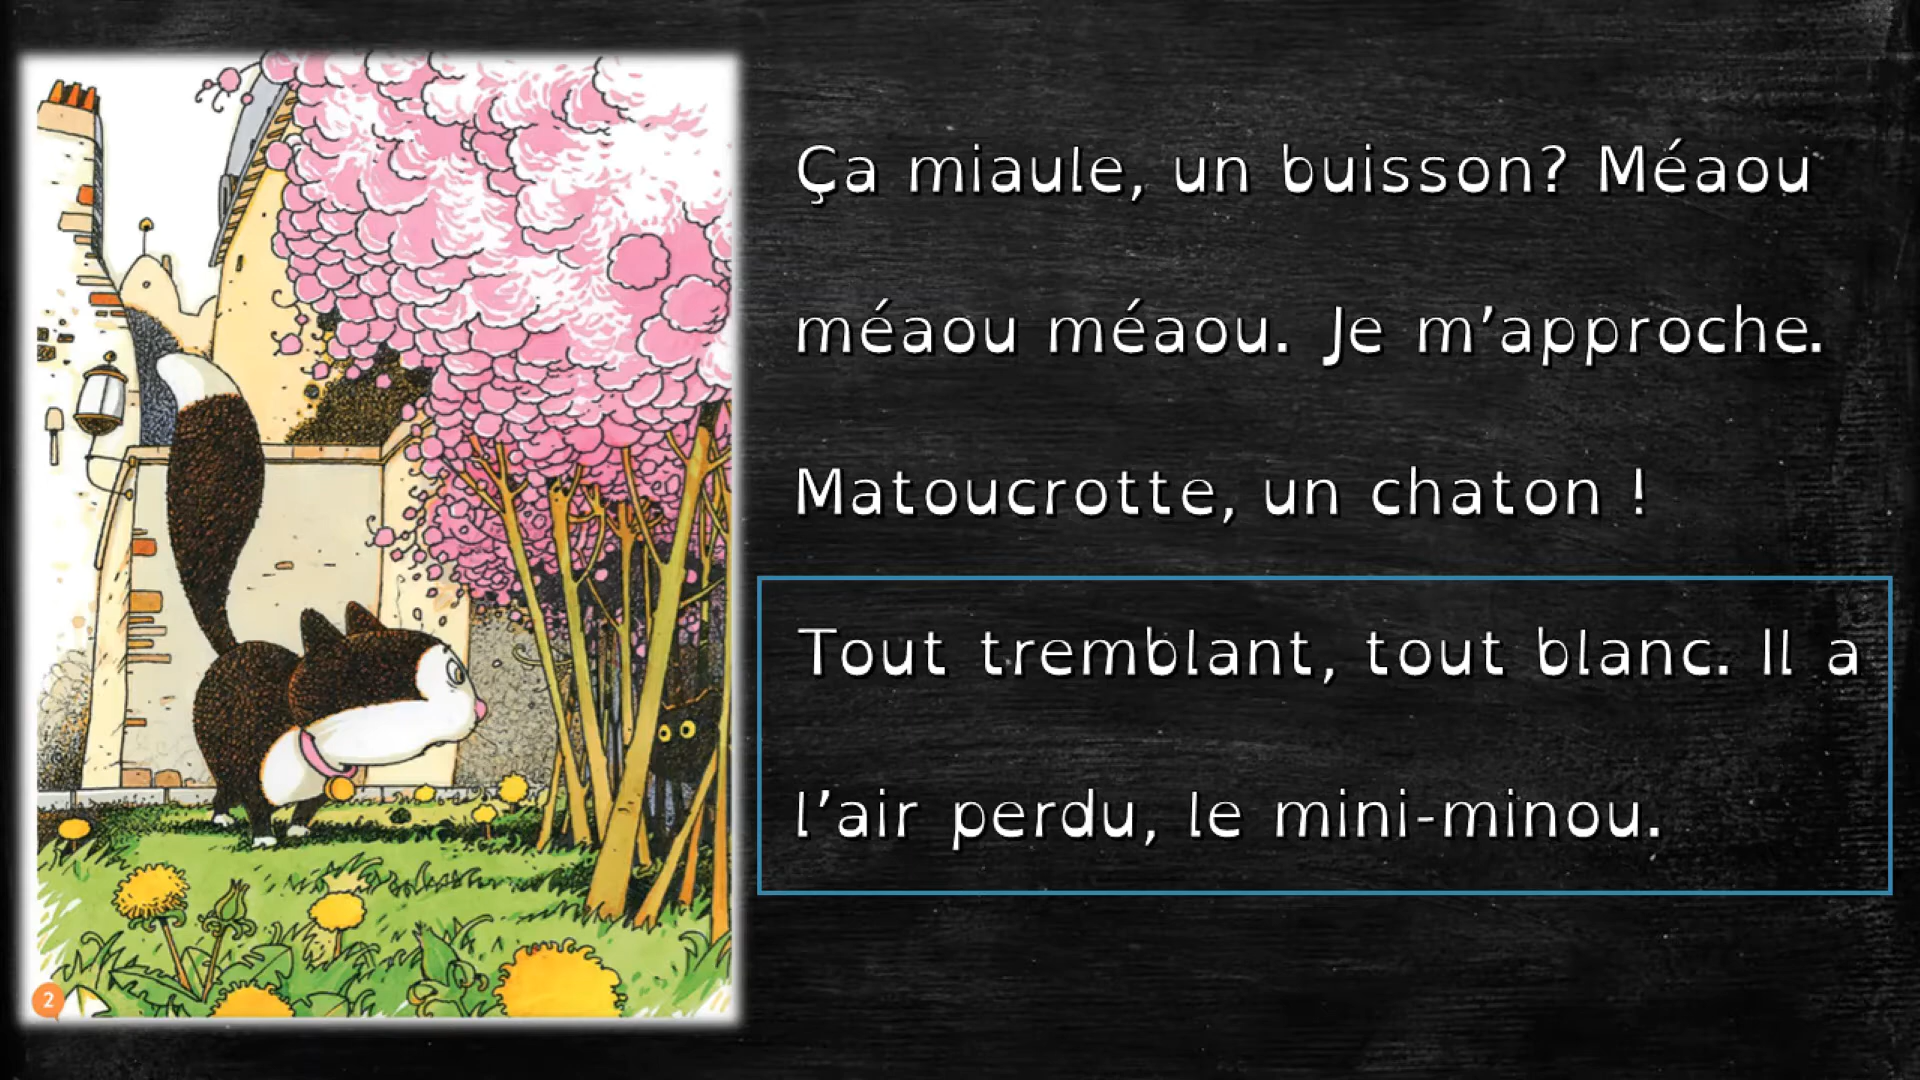 Ça miaule, un buisson? Méaou
méaou méaou. Je m’approche.
Matoucrotte, un chaton !
Tout tremblant, tout blanc. Il a
l’air perdu, le mini-minou.
2